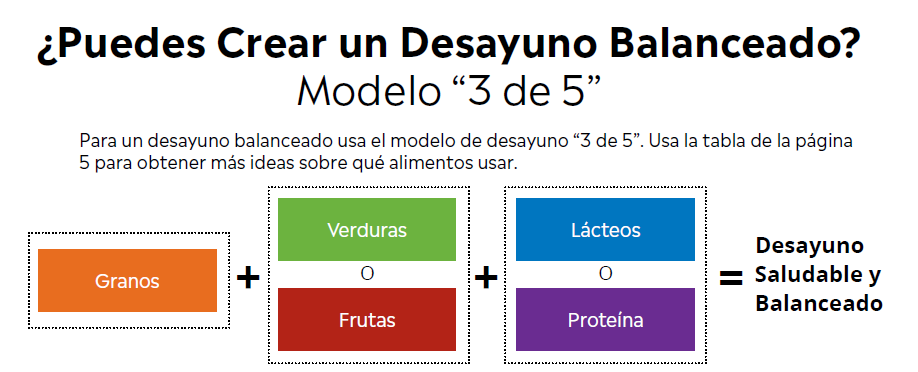 ¿Puedes Crear un Desayuno Balanceado?
Modelo “3 de 5”
Para un desayuno balanceado usa el modelo de desayuno “3 de 5”. Usa la tabla de la página
5 para obtener más ideas sobre qué alimentos usar.
Granos
+
Verduras
O
Frutas
+
Lácteos
O
Proteína
=
Desayuno
Saludable y
Balanceado